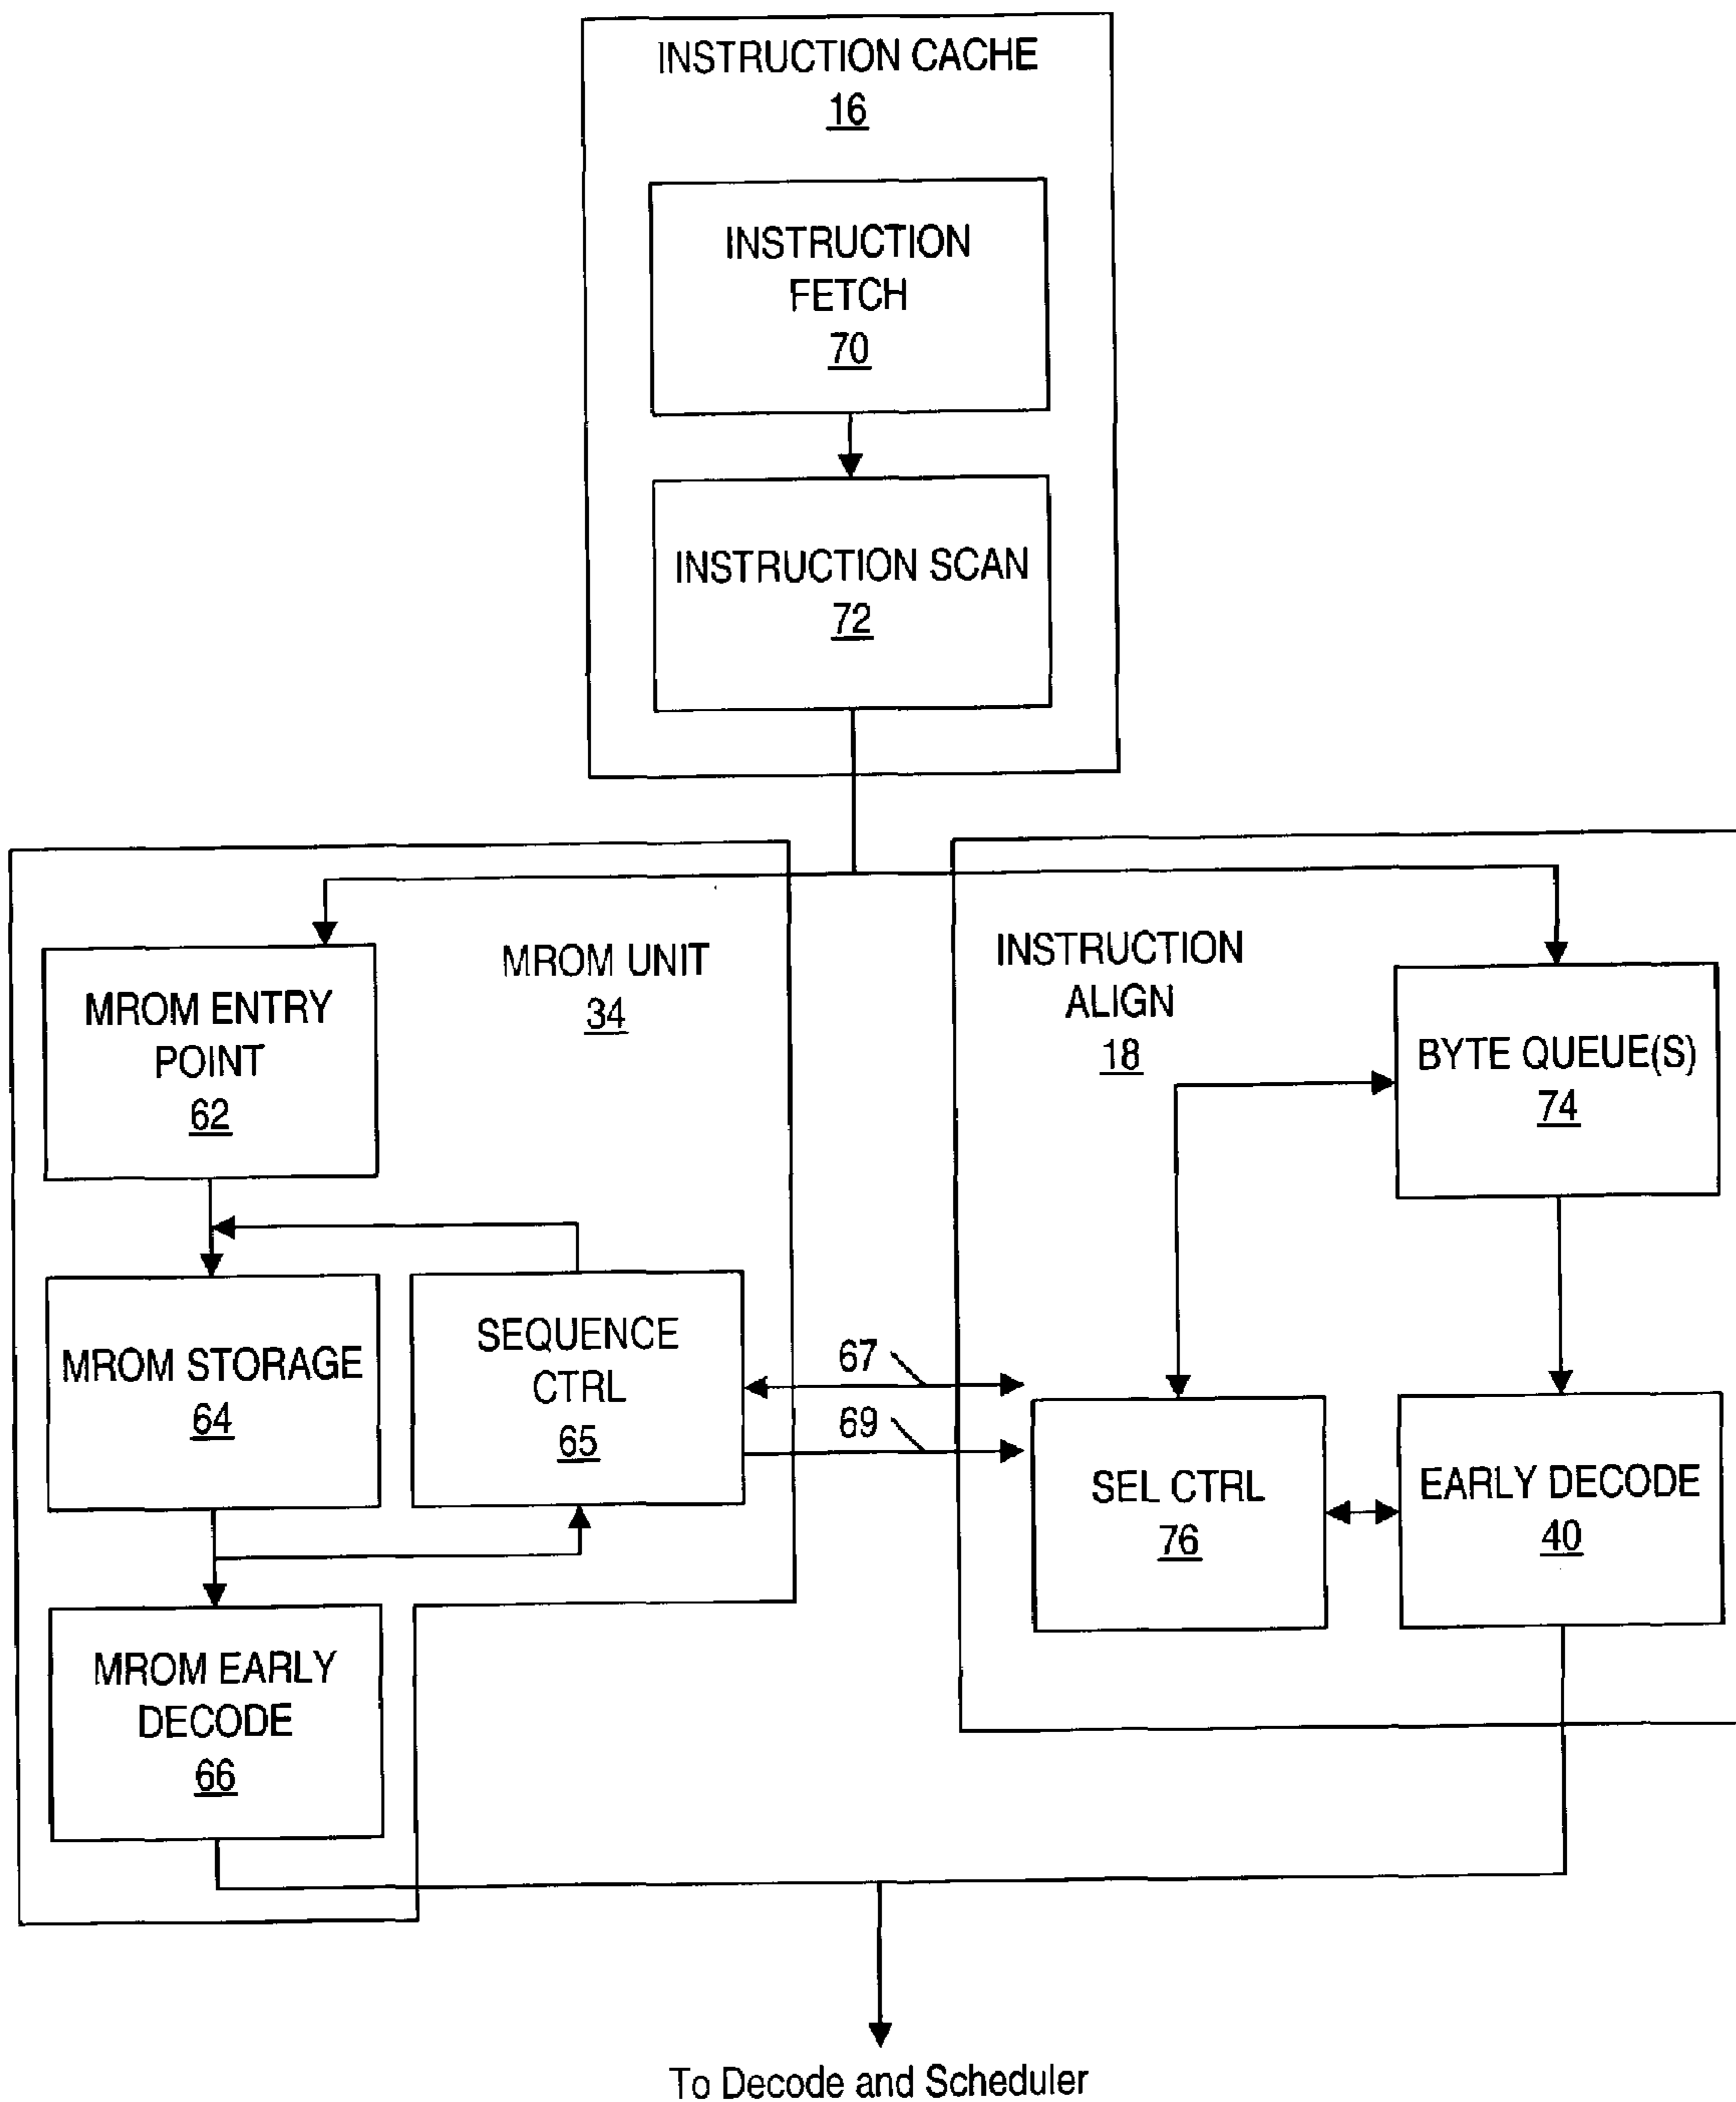 INSTRUCTION CACHE
16
INSTRUCTION
FETCH
70
INSTRUCTION SCAN
72
MROM UNIT
34
MROM ENTRY
POINT
62
MROM STORAGE
64
SEQUENCE
CTRL
65
MROM EARLY
DECODE
66
67
69
INSTRUCTION
ALIGN
18
BYTE QUEUE(S)
74
SEL CTRL
76
EARLY DECODE
40
To Decode and Scheduler